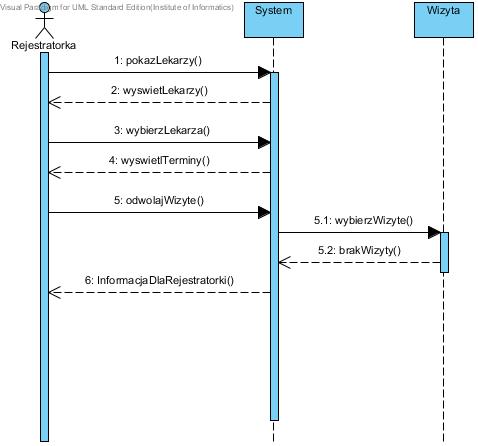 Visual Paradigm for UML Standard Edition(Institute of Informatics)
System
Wizyta
Rejestratorka
1: pokazLekarzy()
2: wyswietLekarzy()
3: wybierzLekarza()
4: wyswietlTerminy()
5: odwolajWizyte()
5.1: wybierzWizyte()
5.2: brakWizyty()
6: InformacjaDlaRejestratorki()